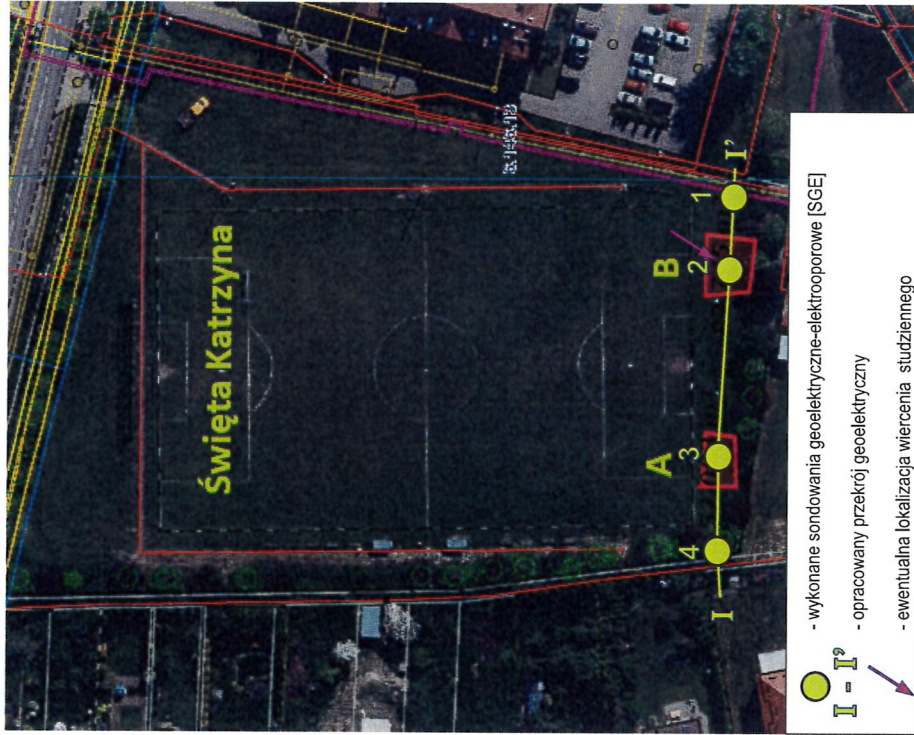 Święta Katrzyna
A
B
4
3
2
1
I
I'
- wykonane sondowania geoelektryczne-elektrooporowe [SGE]
I - I' - opracowany przekrój geoelektryczny
- ewentualna lokalizacja wiercenia studziennego